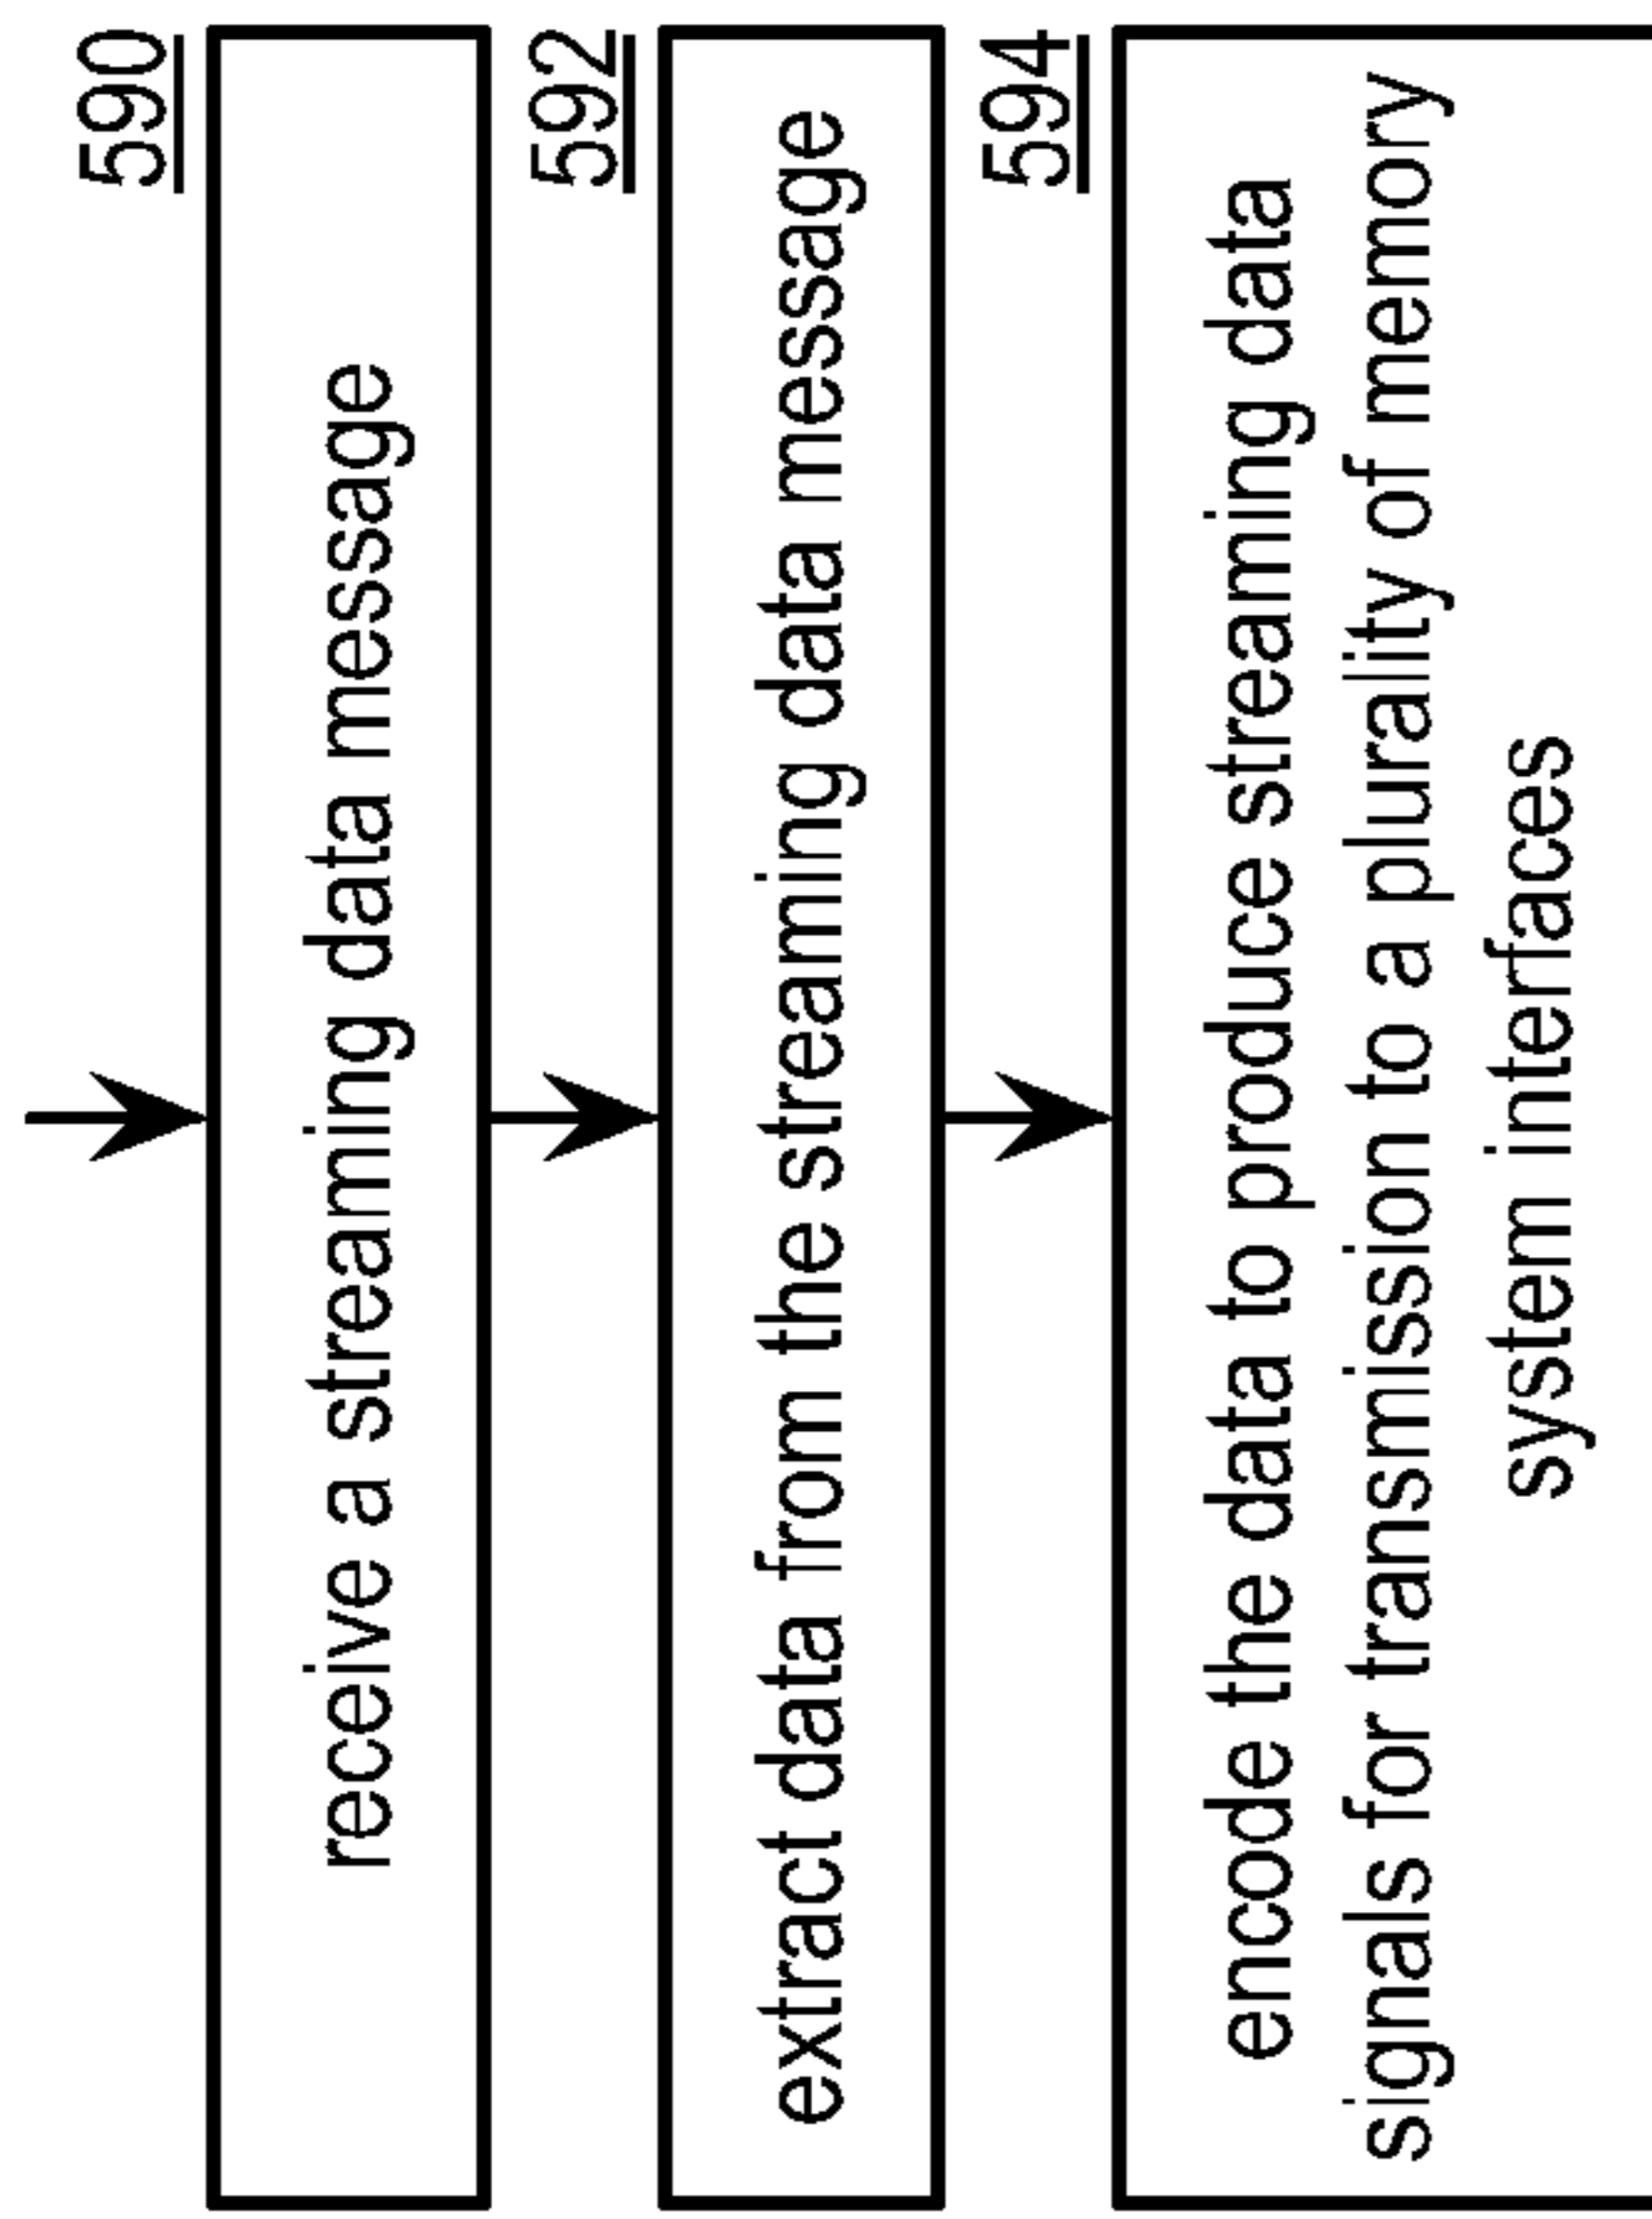 590
receive a streaming data message
592
extract data from the streaming data message
594
encode the data to produce streaming data
signals for transmission to a plurality of memory
system interfaces